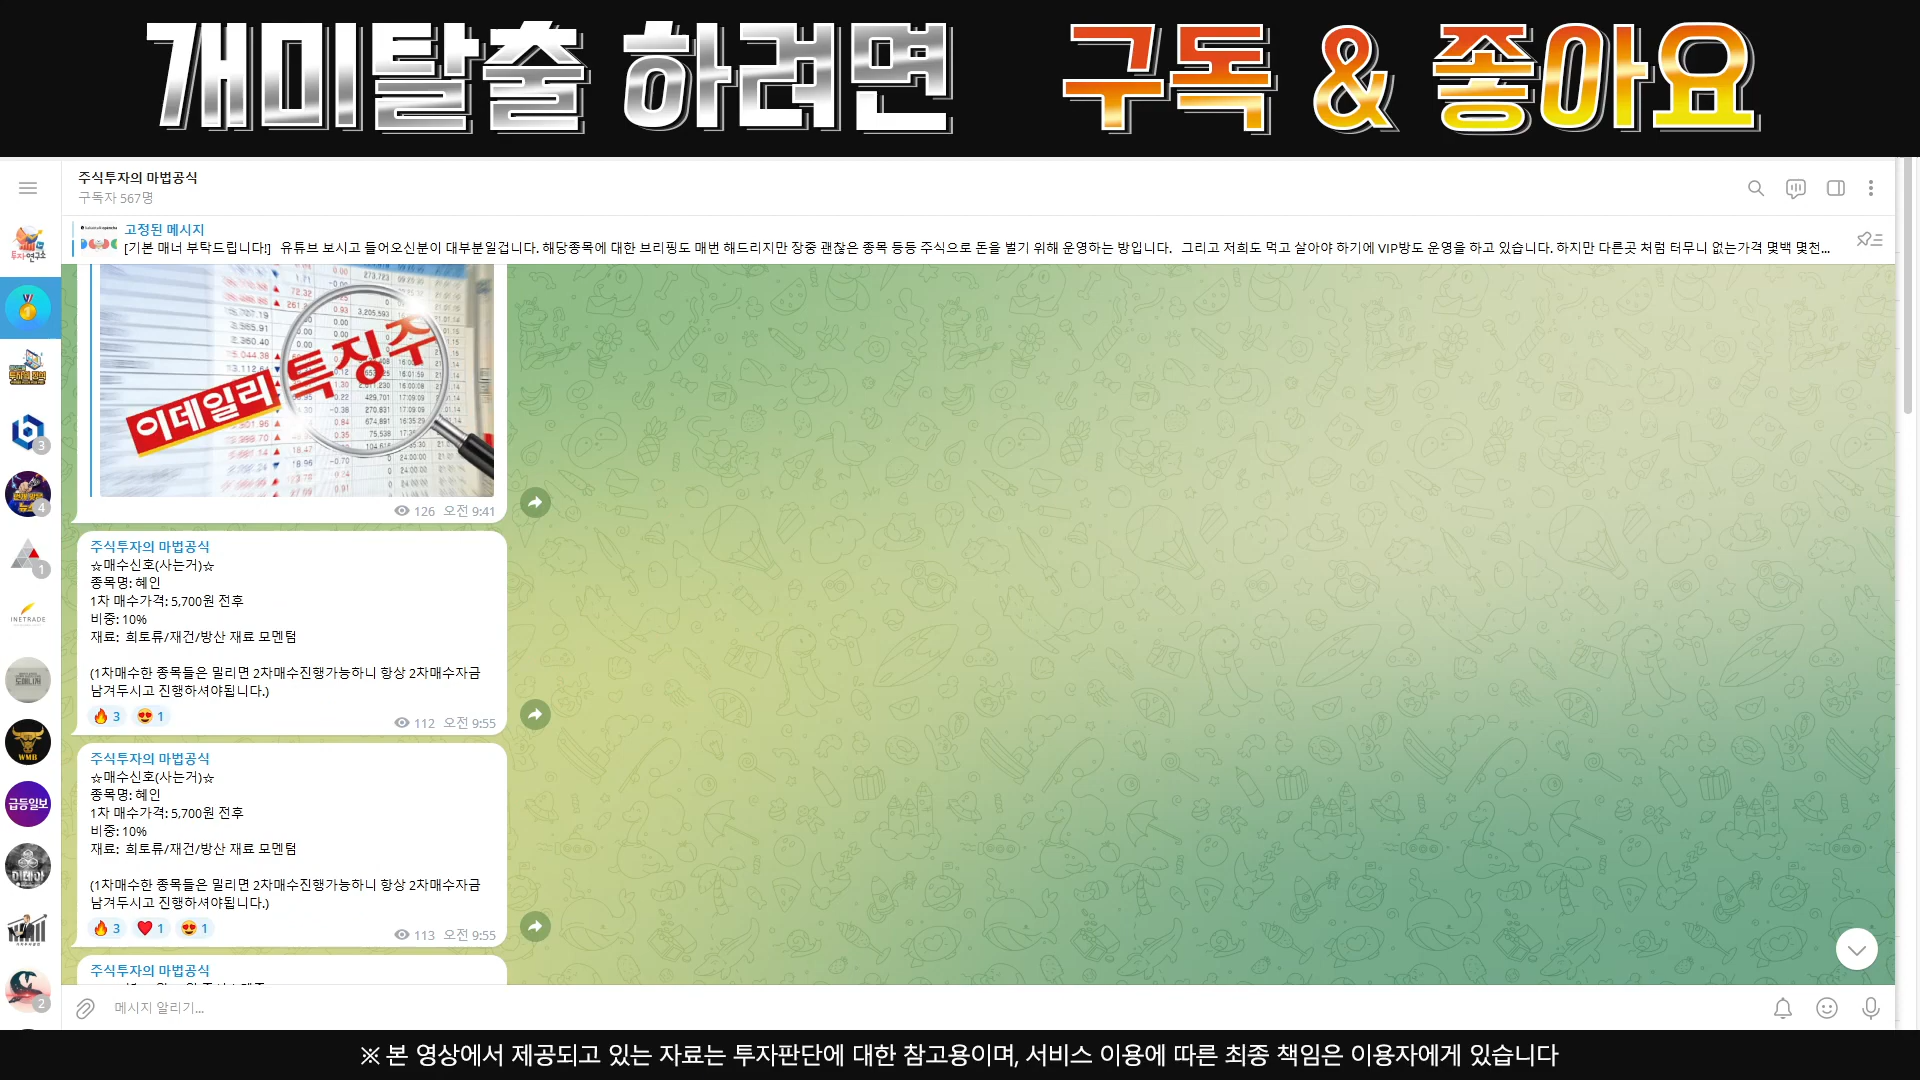 개미탈출 하려면 구독 & 좋아요
주식투자의 마법공식
구독자 567명
고정된 메시지
[기본 매너 부탁드립니다!] 유튜브 보시고 들어오신분이 대부분일겁니다. 해당종목에 대한 브리핑도 매번 해드리지만 장중 괜찮은 종목 등등 주식으로 돈을 벌기 위해 운영하는 방입니다. 그리고 저희도 먹고 살아야 하기에 VIP방도 운영을 하고 있습니다. 하지만 다른곳 처럼 터무니 없는가격 몇백 몇천...
이데일리 특징주
126 오전 9:41
주식투자의 마법공식
☆매수신호(사는거)☆
종목명: 혜인
1차 매수가격: 5,700원 전후
비중: 10%
재료: 희토류/재건/방산 재료 모멘텀
(1차매수한 종목들은 밀리면 2차매수진행가능하니 항상 2차매수자금
남겨두시고 진행하셔야됩니다.)
3 1
112 오전 9:55
주식투자의 마법공식
☆매수신호(사는거)☆
종목명: 혜인
1차 매수가격: 5,700원 전후
비중: 10%
재료: 희토류/재건/방산 재료 모멘텀
(1차매수한 종목들은 밀리면 2차매수진행가능하니 항상 2차매수자금
남겨두시고 진행하셔야됩니다.)
3 1 1
113 오전 9:55
주식투자의 마법공식
메시지 알리기...
투자연구소
3
4
1
INETRADE
WMB
급등일보
이데아
2
※ 본 영상에서 제공되고 있는 자료는 투자판단에 대한 참고용이며, 서비스 이용에 따른 최종 책임은 이용자에게 있습니다